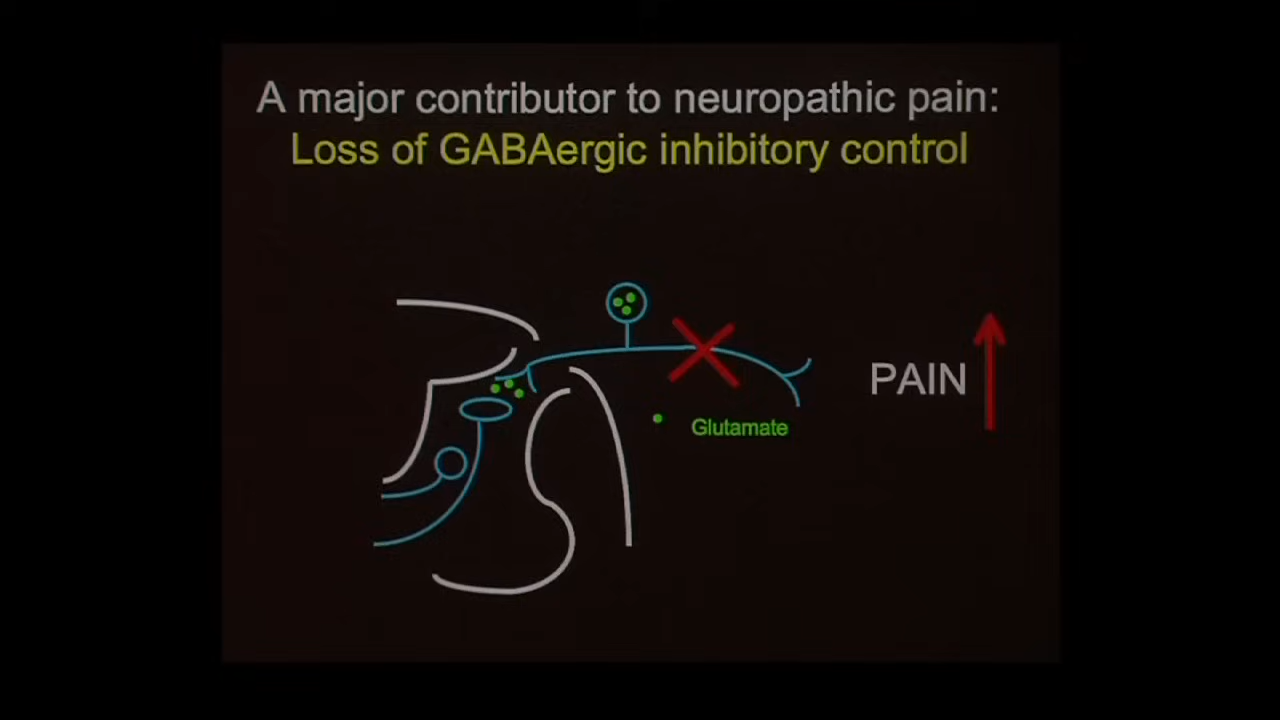 A major contributor to neuropathic pain:
Loss of GABAergic inhibitory control
PAIN
Glutamate